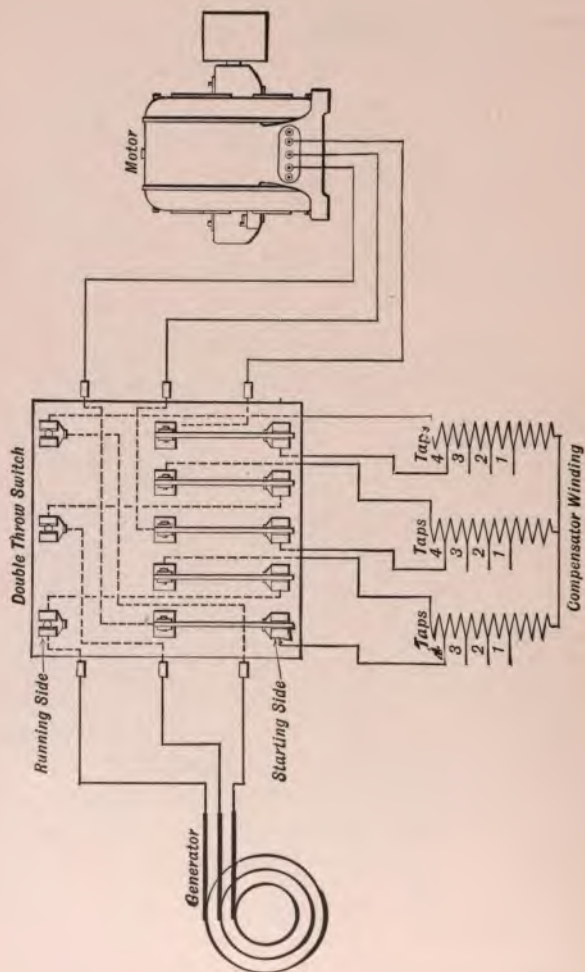 Motor
Double Throw Switch
Running Side
Generator
Starting Side
Taps
4
3
2
1
Taps
4
3
2
1
Taps
4
3
2
1
Compensator Winding